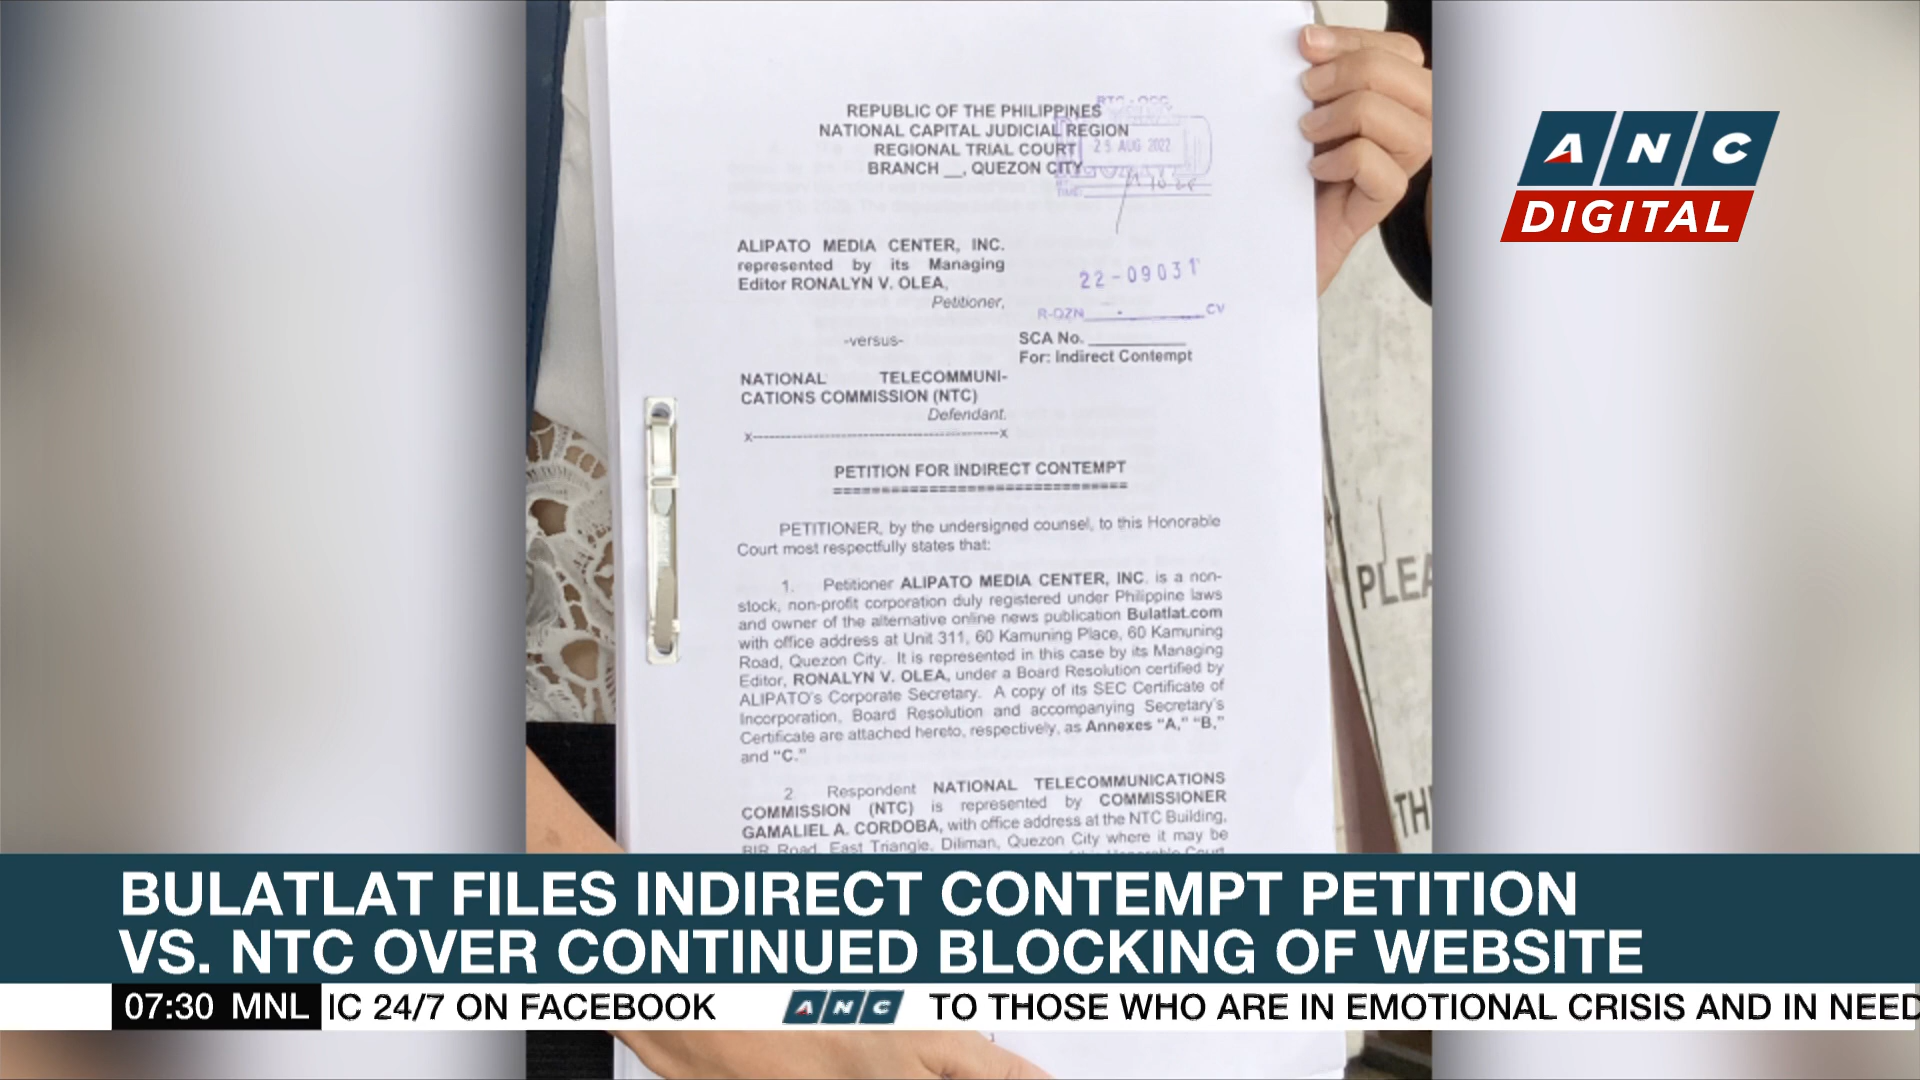 REPUBLIC OF THE PHILIPPINES
NATIONAL CAPITAL JUDICIAL REGION
REGIONAL TRIAL COURT
BRANCH __, QUEZON CITY
25 AUG 2022
ALIPATO MEDIA CENTER, INC.
represented by its Managing
Editor RONALYN V. OLEA,
Petitioner,
22-09031
R-QZN____-________CV
-versus-
SCA No. __________
For: Indirect Contempt
NATIONAL TELECOMMUNI-
CATIONS COMMISSION (NTC)
Defendant.
x-----------------------------------------------x
PETITION FOR INDIRECT CONTEMPT
==============================
PETITIONER, by the undersigned counsel, to this Honorable
Court most respectfully states that:
1. Petitioner ALIPATO MEDIA CENTER, INC. is a non-
stock, non-profit corporation duly registered under Philippine laws
and owner of the alternative online news publication Bulatlat.com
with office address at Unit 311, 60 Kamuning Place, 60 Kamuning
Road, Quezon City. It is represented in this case by its Managing
Editor, RONALYN V. OLEA, under a Board Resolution certified by
ALIPATO's Corporate Secretary. A copy of its SEC Certificate of
Incorporation, Board Resolution and accompanying Secretary's
Certificate are attached hereto, respectively, as Annexes "A," "B,"
and "C."
2 Respondent NATIONAL TELECOMMUNICATIONS
COMMISSION (NTC) is represented by COMMISSIONER
GAMALIEL A. CORDOBA, with office address at the NTC Building,
BIR Road, East Triangle, Diliman, Quezon City where it may be
Honorable Court
1
PLEA
TH
ANC
DIGITAL
BULATLAT FILES INDIRECT CONTEMPT PETITION
VS. NTC OVER CONTINUED BLOCKING OF WEBSITE
07:30 MNL IC 24/7 ON FACEBOOK ANC TO THOSE WHO ARE IN EMOTIONAL CRISIS AND IN NEED